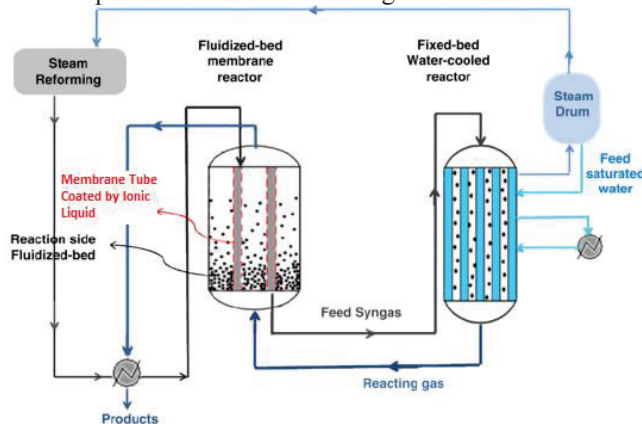 Fluidized-bed
membrane
reactor
Fixed-bed
Water-cooled
reactor
Steam
Reforming
Steam
Drum
Feed
saturated
water
Membrane Tube
Coated by Ionic
Liquid
Reaction side
Fluidized-bed
Feed Syngas
Reacting gas
Products